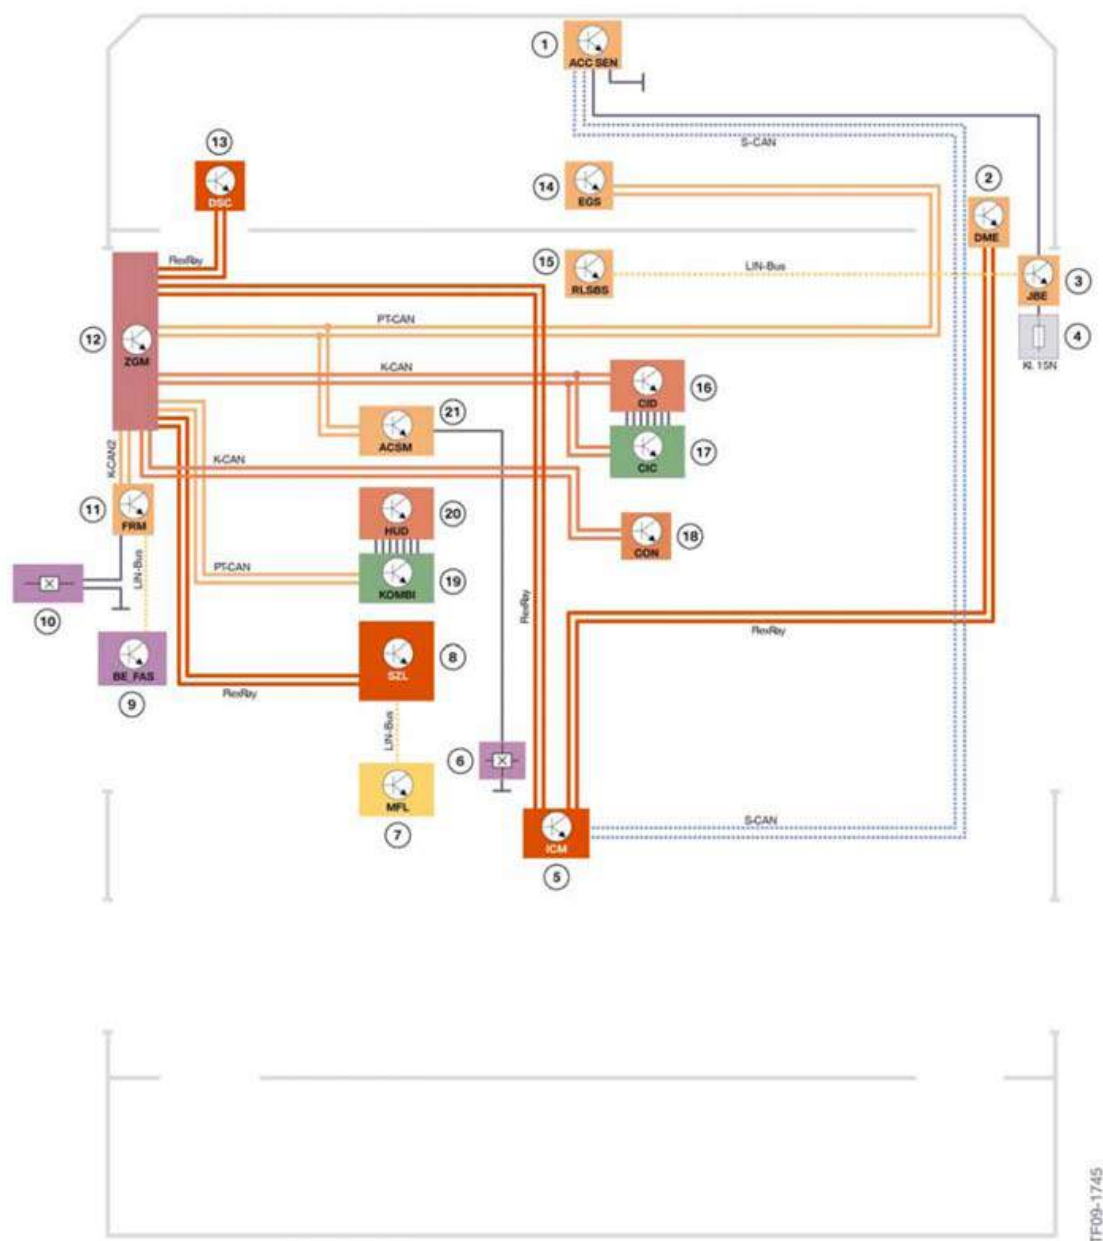 1
ACC SEN
S-CAN
13
DSC
14
EGS
2
DME
FlexRay
15
RLSBS
LIN-Bus
JBE
3
12
ZGM
PT-CAN
4
Kl. 15N
K-CAN
CID
16
21
ACSM
K-CAN2
K-CAN
CIC
17
11
FRM
HUD
20
CON
18
LIN-Bus
PT-CAN
KOMBI
19
10
FlexRay
FlexRay
BE_FAS
9
SZL
8
FlexRay
LIN-Bus
6
MFL
7
S-CAN
ICM
5
TF09-1745